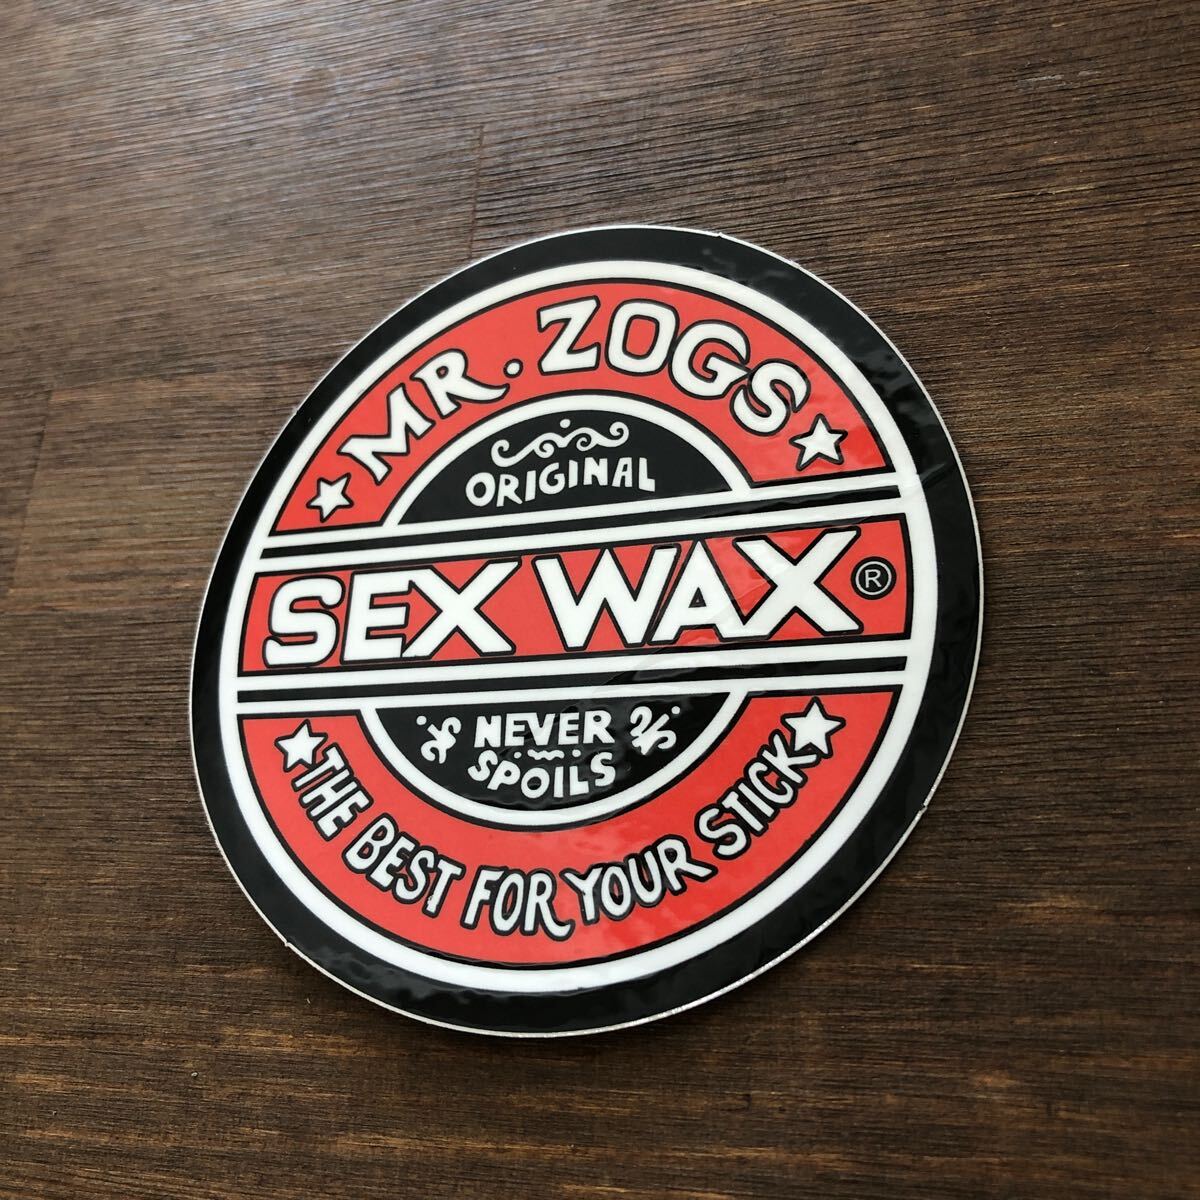 MR. ZOGS
ORIGINAL
SEX WAX®
NEVER
SPOILS
THE BEST FOR YOUR STICK